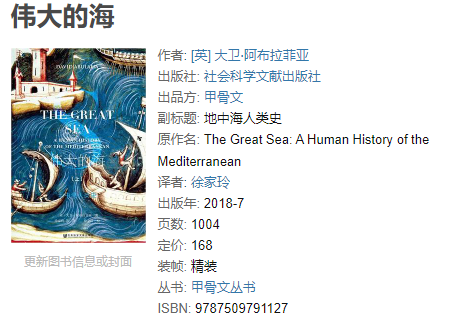 伟大的海
DAVID ABULAFIA
THE GREAT
SEA
A HUMAN HISTORY
OF THE MEDITERRANEAN
伟大的海
(上)
更新图书信息或封面
作者: [英] 大卫·阿布拉菲亚
出版社: 社会科学文献出版社
出品方: 甲骨文
副标题: 地中海人类史
原作名: The Great Sea: A Human History of the
Mediterranean
译者: 徐家玲
出版年: 2018-7
页数: 1004
定价: 168
装帧: 精装
丛书: 甲骨文丛书
ISBN: 9787509791127